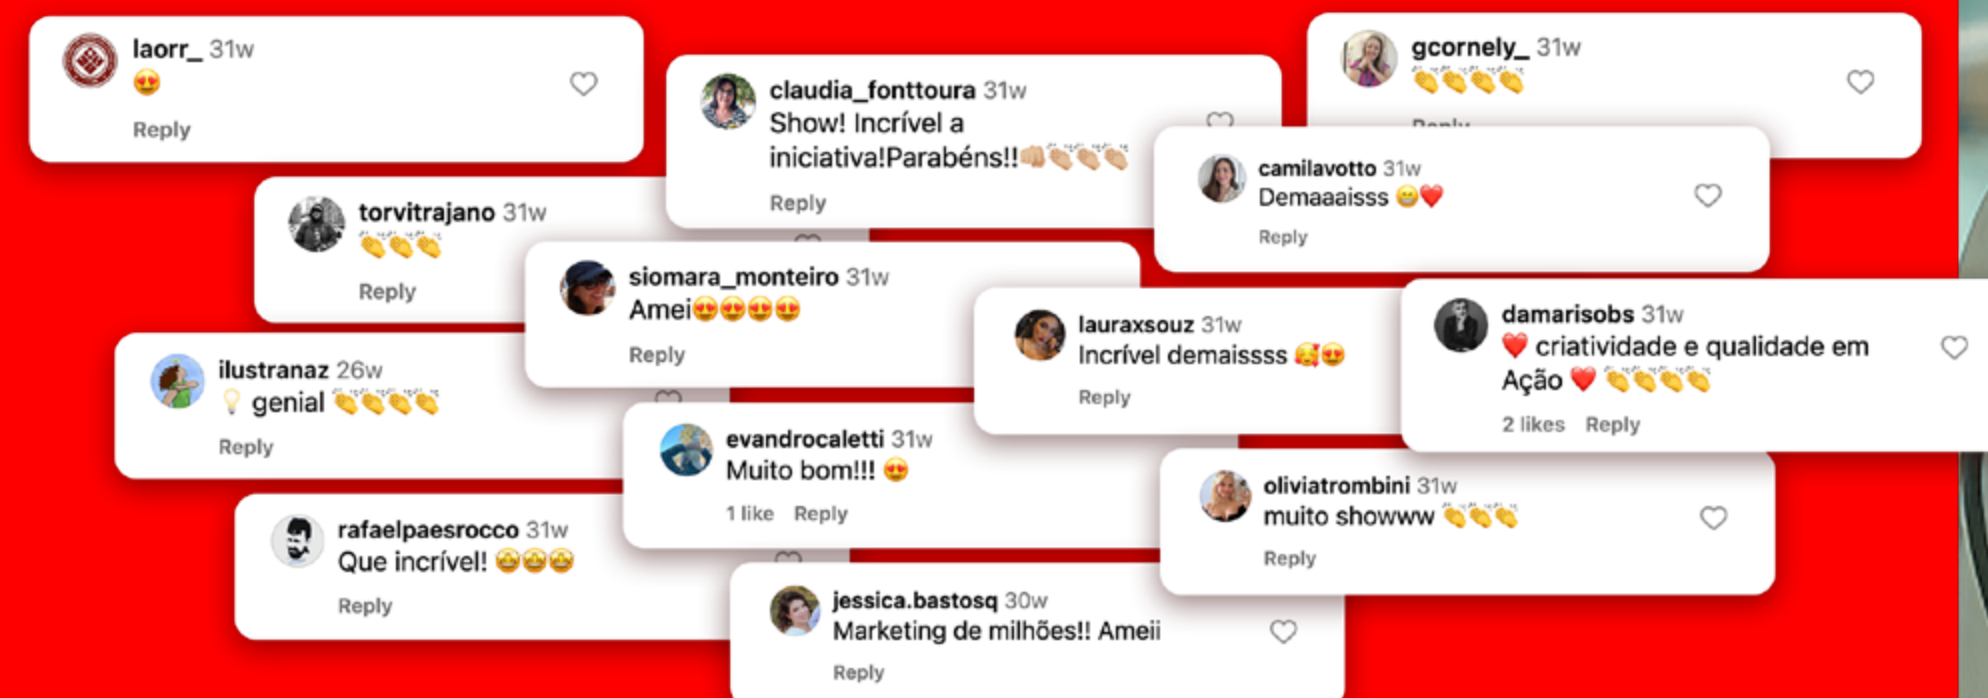 laorr_ 31w
😍
Reply
claudia_fonttoura 31w
Show! Incrível a
iniciativa!Parabéns!!👊🏼👏🏼👏🏼👏🏼
Reply
gcornely_ 31w
👏👏👏👏
Reply
camilavotto 31w
Demaaaisss 😁❤️
Reply
torvitrajano 31w
👏👏👏
Reply
siomara_monteiro 31w
Amei😍😍😍😍
Reply
lauraxsouz 31w
Incrível demaissss 🥰😍
Reply
damarisobs 31w
❤️ criatividade e qualidade em
Ação ❤️ 👏👏👏👏
2 likes Reply
ilustranaz 26w
💡 genial 👏👏👏👏
Reply
evandrocaletti 31w
Muito bom!!! 😍
1 like Reply
oliviatrombini 31w
muito showww 👏👏👏
Reply
rafaelpaesrocco 31w
Que incrível! 🤩🤩🤩
Reply
jessica.bastosq 30w
Marketing de milhões!! Ameii
Reply